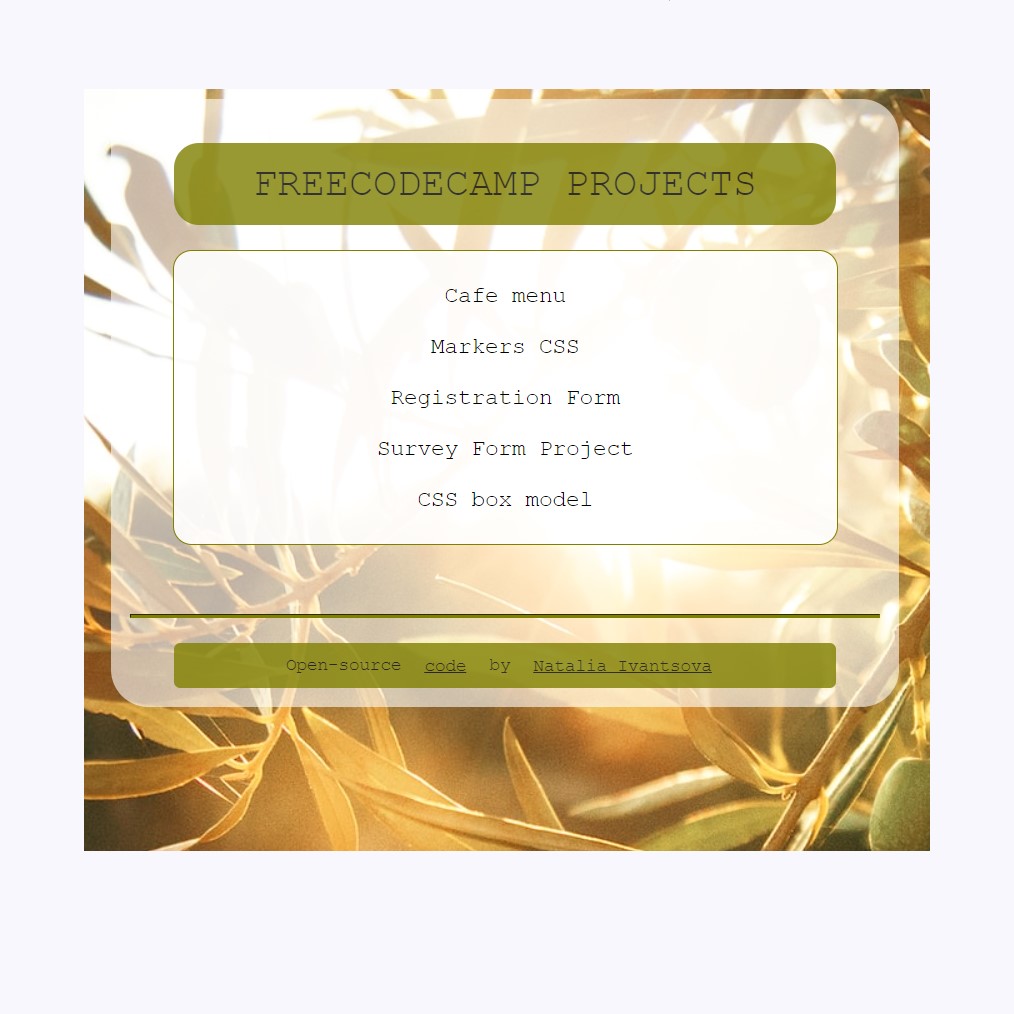 FREECODECAMP PROJECTS
Cafe menu
Markers CSS
Registration Form
Survey Form Project
CSS box model
Open-source code by Natalia Ivantsova